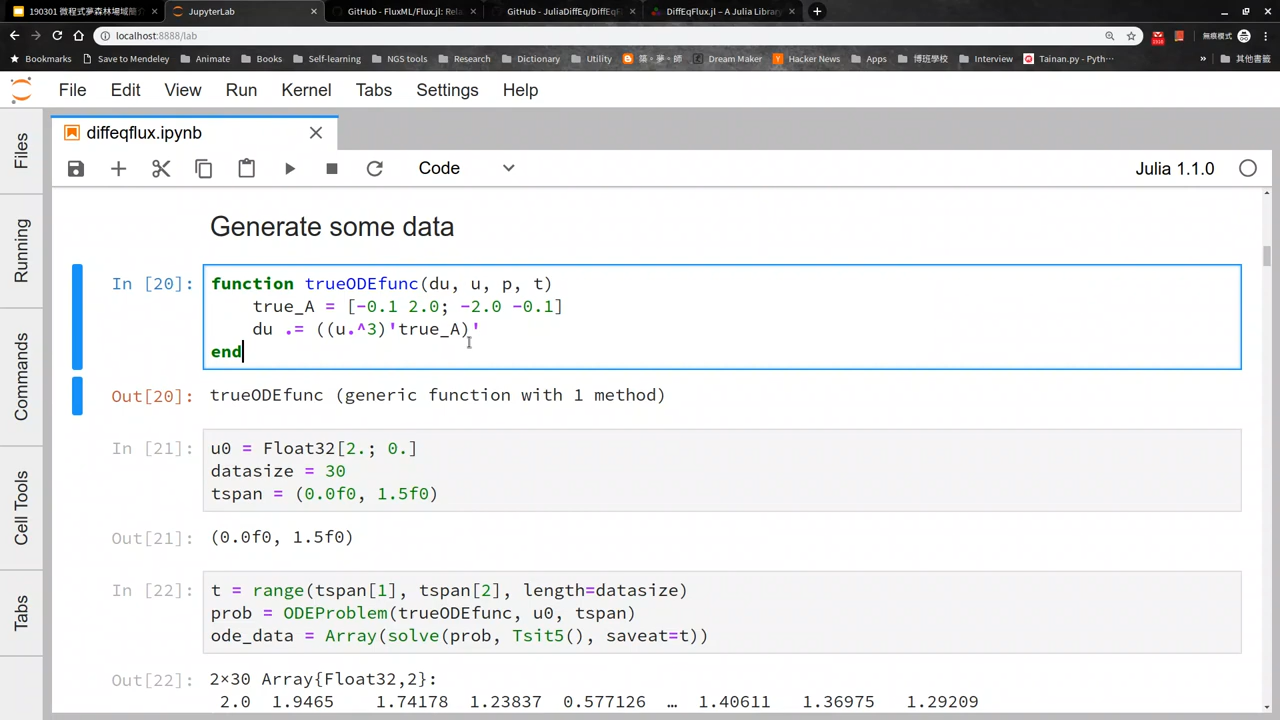 190301 微程式夢森林場域簡介
JupyterLab
GitHub - FluxML/Flux.jl: Rela
GitHub - JuliaDiffEq/DiffEqF
DiffEqFlux.jl – A Julia Library
localhost:8888/lab
無痕模式
Bookmarks
Save to Mendeley
Animate
Books
Self-learning
NGS tools
Research
Dictionary
Utility
築。夢。師
Dream Maker
Hacker News
Apps
博班學校
Interview
Tainan.py - Pyth…
»
其他書籤
File Edit View Run Kernel Tabs Settings Help
Files
Running
Commands
Cell Tools
Tabs
diffeqflux.ipynb
Code
Julia 1.1.0
Generate some data
In [20]:
function trueODEfunc(du, u, p, t)
true_A = [-0.1 2.0; -2.0 -0.1]
du .= ((u.^3)'true_A)'
end
Out[20]: trueODEfunc (generic function with 1 method)
In [21]:
u0 = Float32[2.; 0.]
datasize = 30
tspan = (0.0f0, 1.5f0)
Out[21]: (0.0f0, 1.5f0)
In [22]:
t = range(tspan[1], tspan[2], length=datasize)
prob = ODEProblem(trueODEfunc, u0, tspan)
ode_data = Array(solve(prob, Tsit5(), saveat=t))
Out[22]: 2×30 Array{Float32,2}:
2.0 1.9465 1.74178 1.23837 0.577126 … 1.40611 1.36975 1.29209